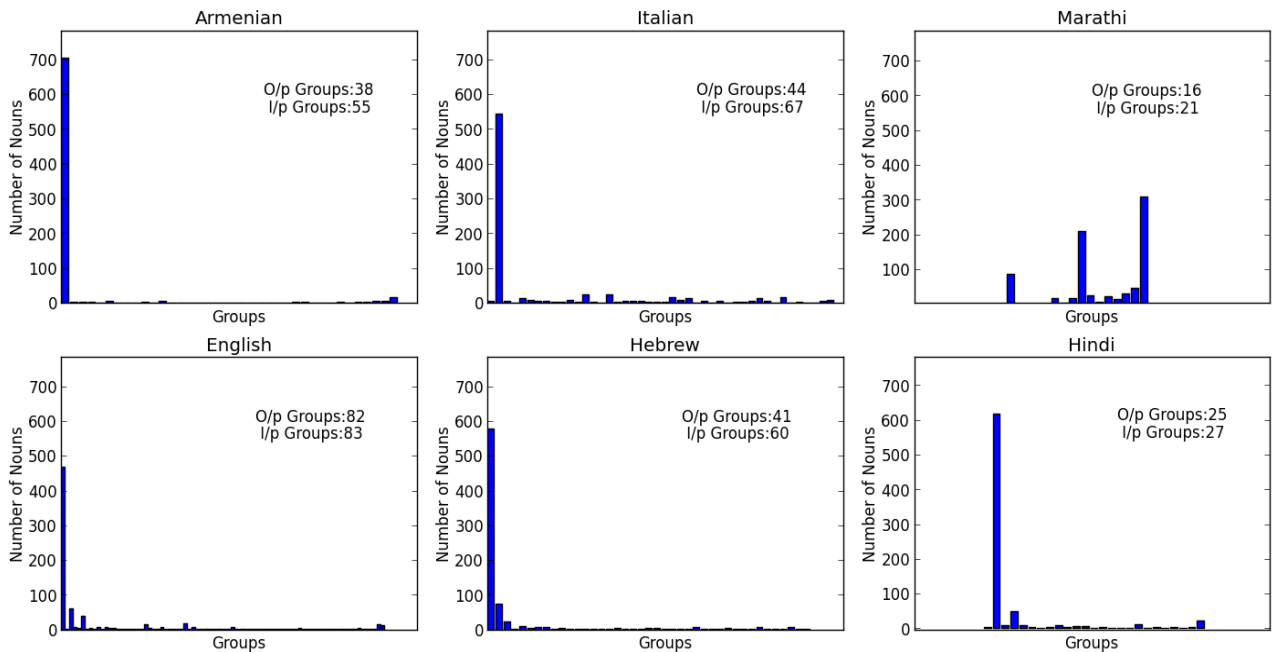 Armenian
700
600
500
400
300
200
100
0
Number of Nouns
O/p Groups:38
I/p Groups:55
Groups
Italian
700
600
500
400
300
200
100
0
Number of Nouns
O/p Groups:44
I/p Groups:67
Groups
Marathi
700
600
500
400
300
200
100
Number of Nouns
O/p Groups:16
I/p Groups:21
Groups
English
700
600
500
400
300
200
100
0
Number of Nouns
O/p Groups:82
I/p Groups:83
Groups
Hebrew
700
600
500
400
300
200
100
0
Number of Nouns
O/p Groups:41
I/p Groups:60
Groups
Hindi
700
600
500
400
300
200
100
0
Number of Nouns
O/p Groups:25
I/p Groups:27
Groups